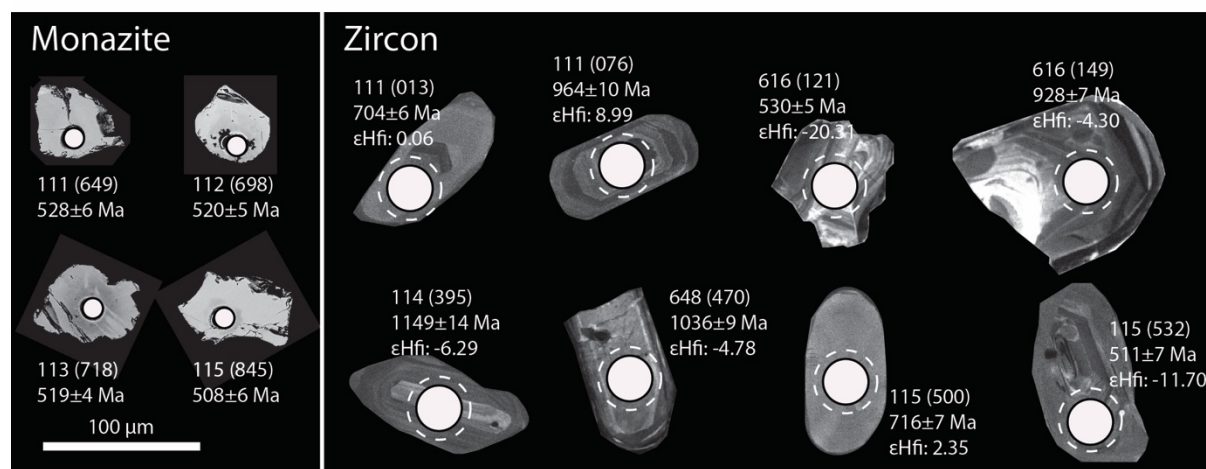 Monazite
111 (649)
528±6 Ma
112 (698)
520±5 Ma
113 (718)
519±4 Ma
115 (845)
508±6 Ma
100 µm
Zircon
111 (013)
704±6 Ma
εHfi: 0.06
111 (076)
964±10 Ma
εHfi: 8.99
616 (121)
530±5 Ma
εHfi: -20.31
616 (149)
928±7 Ma
εHfi: -4.30
114 (395)
1149±14 Ma
εHfi: -6.29
648 (470)
1036±9 Ma
εHfi: -4.78
115 (500)
716±7 Ma
εHfi: 2.35
115 (532)
511±7 Ma
εHfi: -11.70